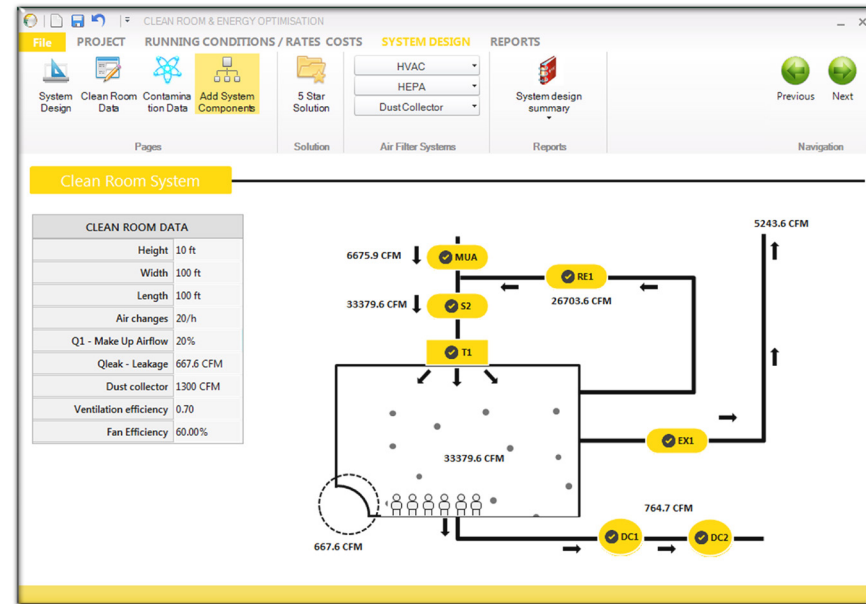 CLEAN ROOM & ENERGY OPTIMISATION
File PROJECT RUNNING CONDITIONS / RATES COSTS SYSTEM DESIGN REPORTS
System Design
Clean Room Data
Contamina tion Data
Add System Components
Pages
5 Star Solution
Solution
HVAC
HEPA
Dust Collector
Air Filter Systems
System design summary
Reports
Previous
Next
Navigation
Clean Room System
CLEAN ROOM DATA
Height 10 ft
Width 100 ft
Length 100 ft
Air changes 20/h
Q1 - Make Up Airflow 20%
Qleak - Leakage 667.6 CFM
Dust collector 1300 CFM
Ventilation efficiency 0.70
Fan Efficiency 60.00%
5243.6 CFM
6675.9 CFM
MUA
RE1
26703.6 CFM
33379.6 CFM
S2
T1
EX1
33379.6 CFM
764.7 CFM
DC1
DC2
667.6 CFM